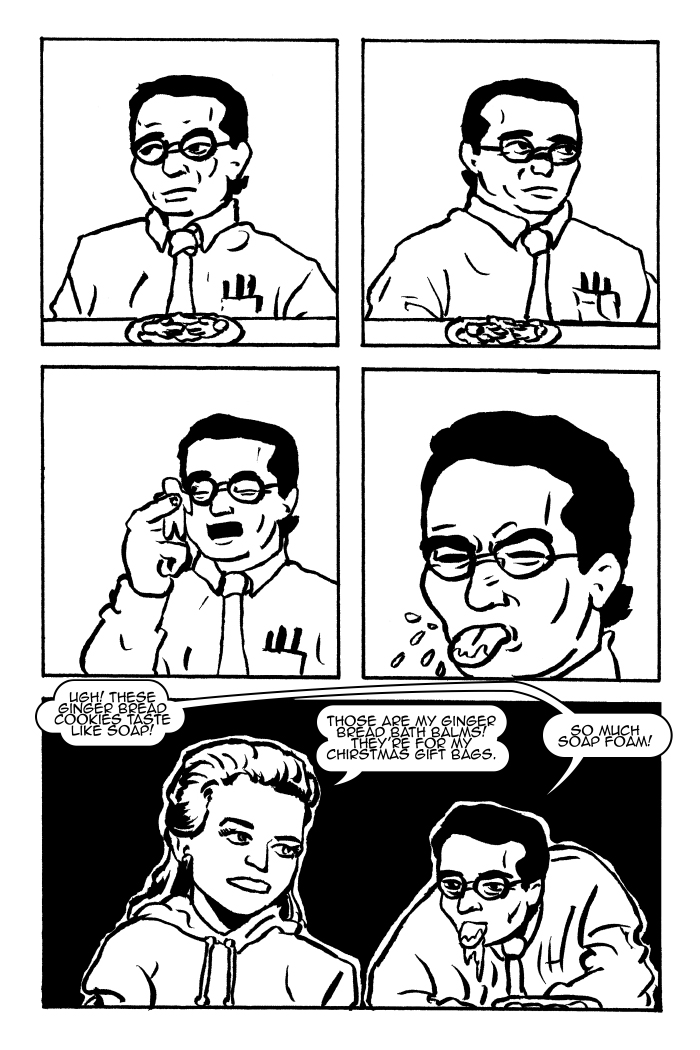 UGH! THESE
GINGER BREAD
COOKIES TASTE
LIKE SOAP!
THOSE ARE MY GINGER
BREAD BATH BALMS!
THEY'RE FOR MY
CHIRSTMAS GIFT BAGS.
SO MUCH
SOAP FOAM!